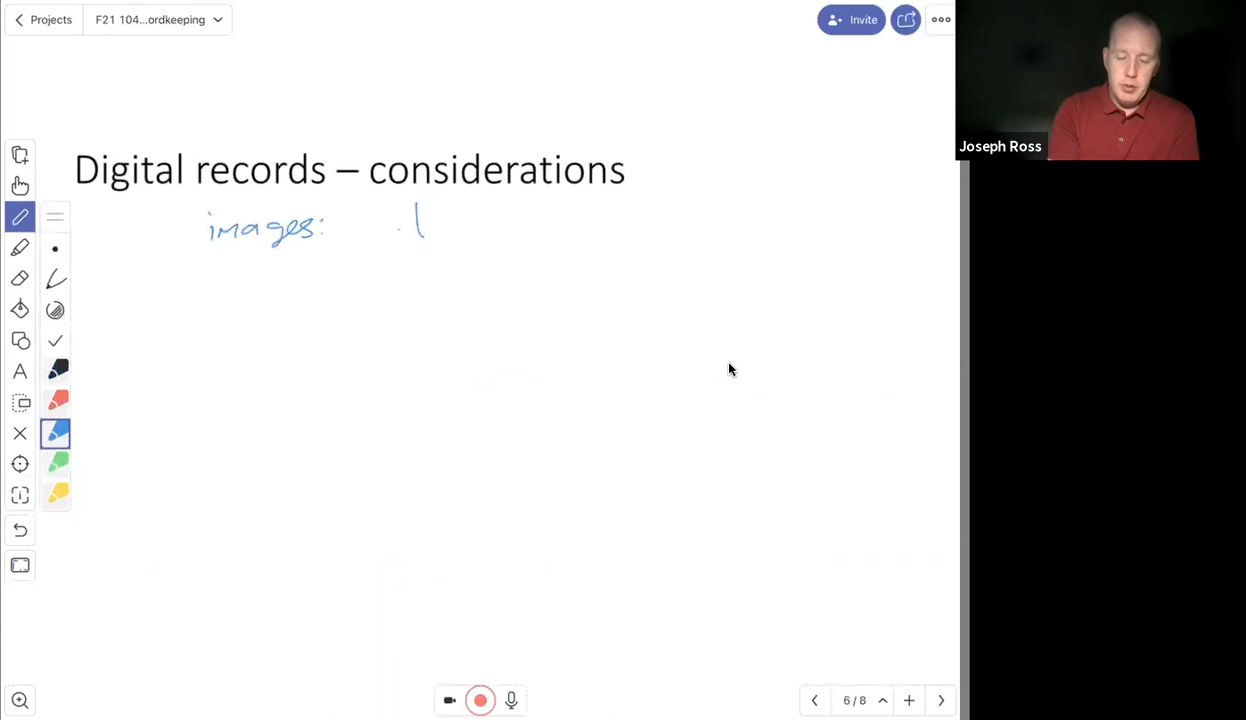 Projects
F21 104...ordkeeping
Invite
Joseph Ross
Digital records – considerations
images: .
A
6/8